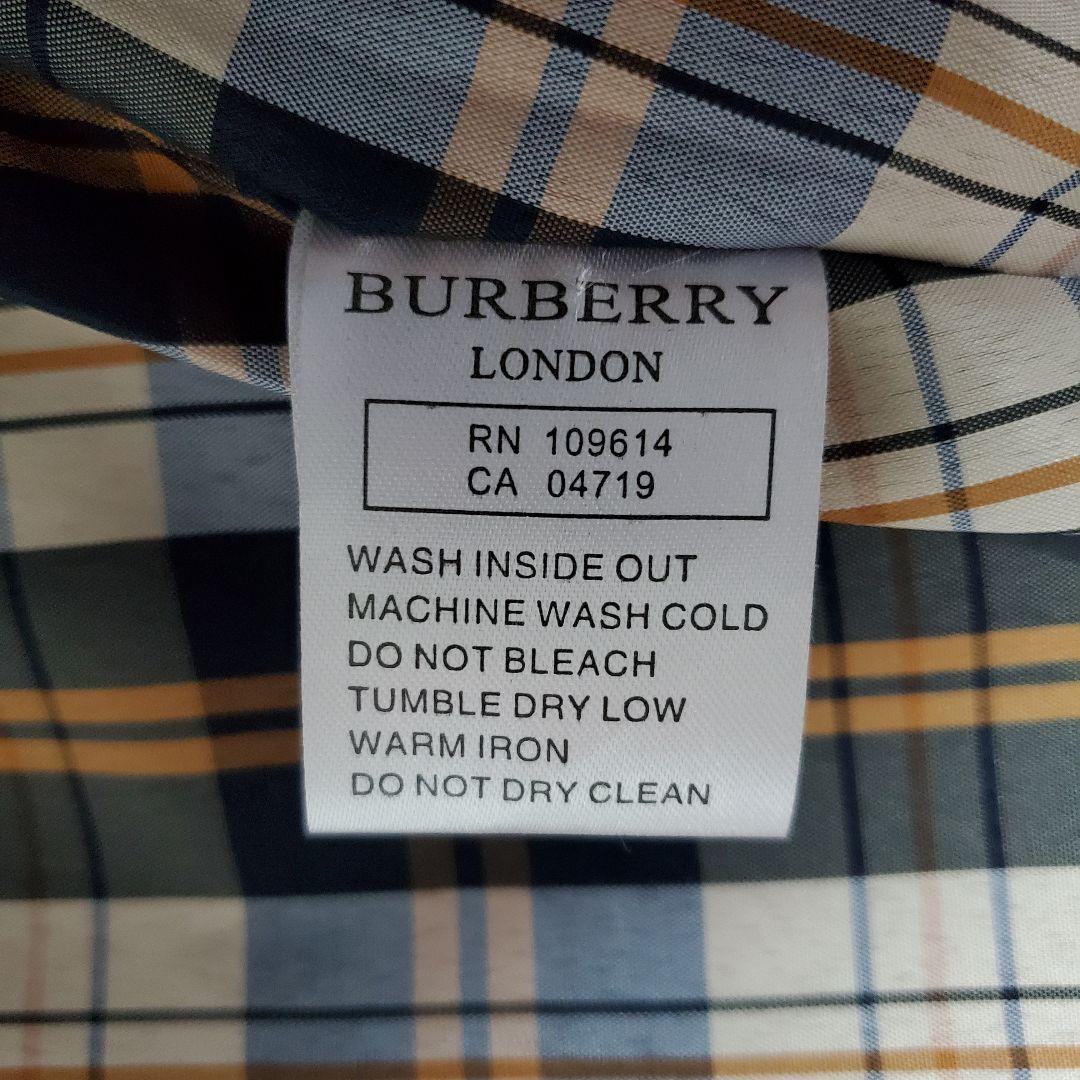 BURBERRY
LONDON
RN 109614
CA 04719
WASH INSIDE OUT
MACHINE WASH COLD
DO NOT BLEACH
TUMBLE DRY LOW
WARM IRON
DO NOT DRY CLEAN